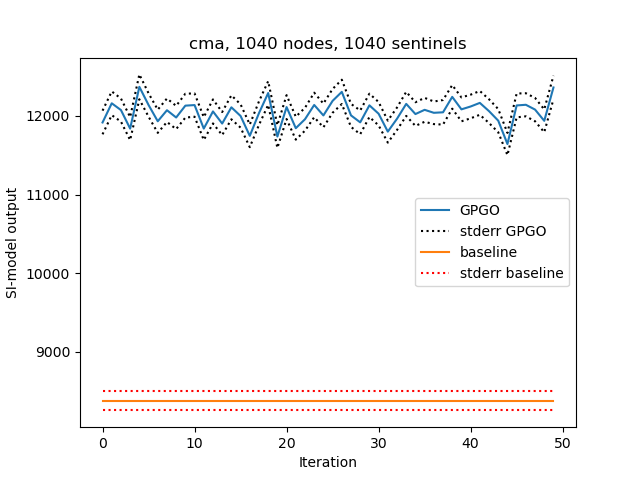 cma, 1040 nodes, 1040 sentinels
SI-model output
12000
11000
10000
9000
GPGO
stderr GPGO
baseline
stderr baseline
0 10 20 30 40 50
Iteration